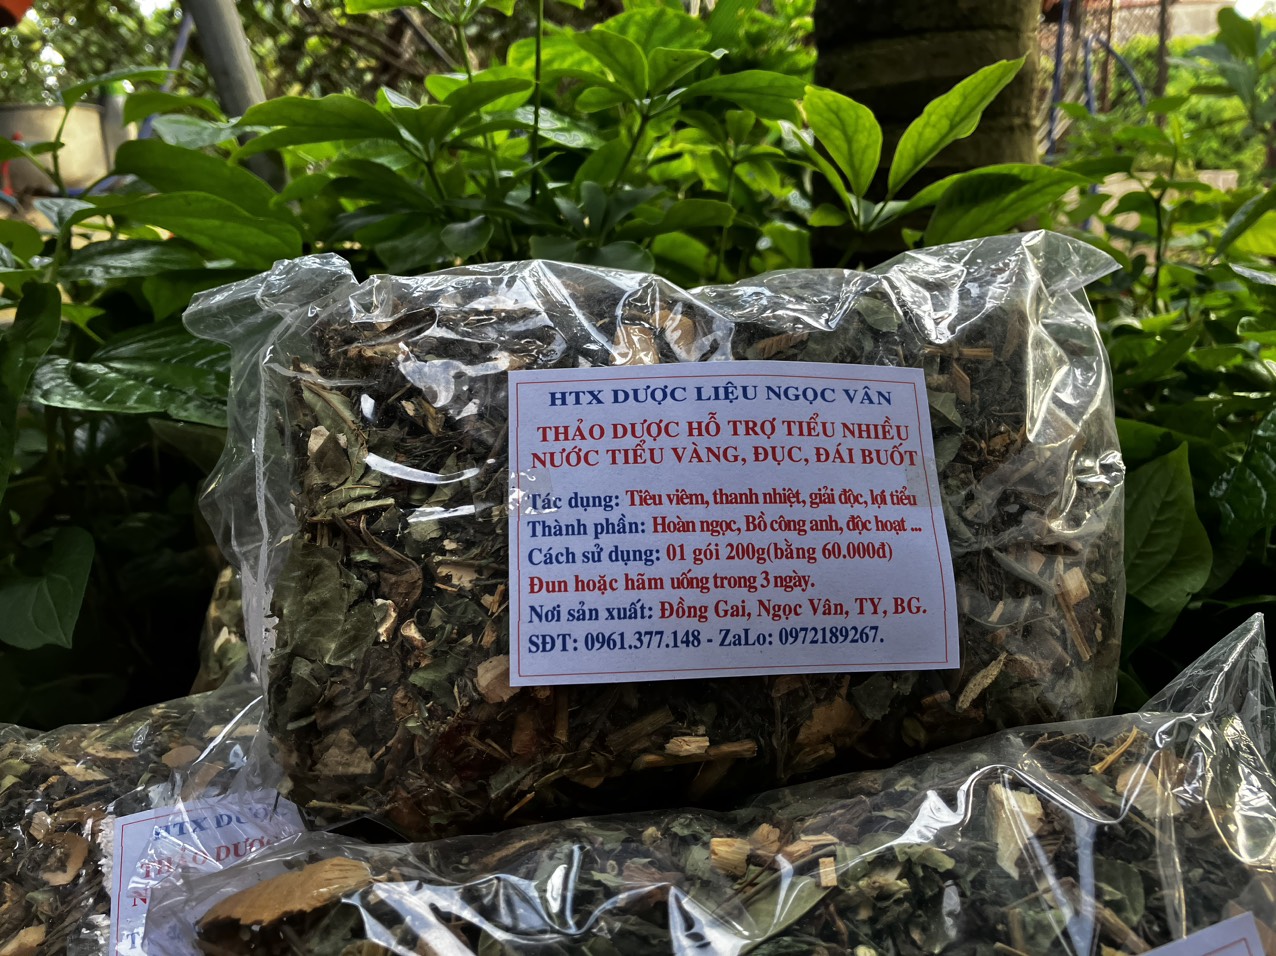 HTX DƯỢC LIỆU NGỌC VÂN
THẢO DƯỢC HỖ TRỢ TIỂU NHIỀU
NƯỚC TIỂU VÀNG, ĐỤC, ĐÁI BUỐT
Tác dụng: Tiêu viêm, thanh nhiệt, giải độc, lợi tiểu
Thành phần: Hoàn ngọc, Bồ công anh, độc hoạt ...
Cách sử dụng: 01 gói 200g(bằng 60.000đ)
Đun hoặc hãm uống trong 3 ngày.
Nơi sản xuất: Đồng Gai, Ngọc Vân, TY, BG.
SĐT: 0961.377.148 - ZaLo: 0972189267.
HTX DƯỢ
THẢO DƯỢ